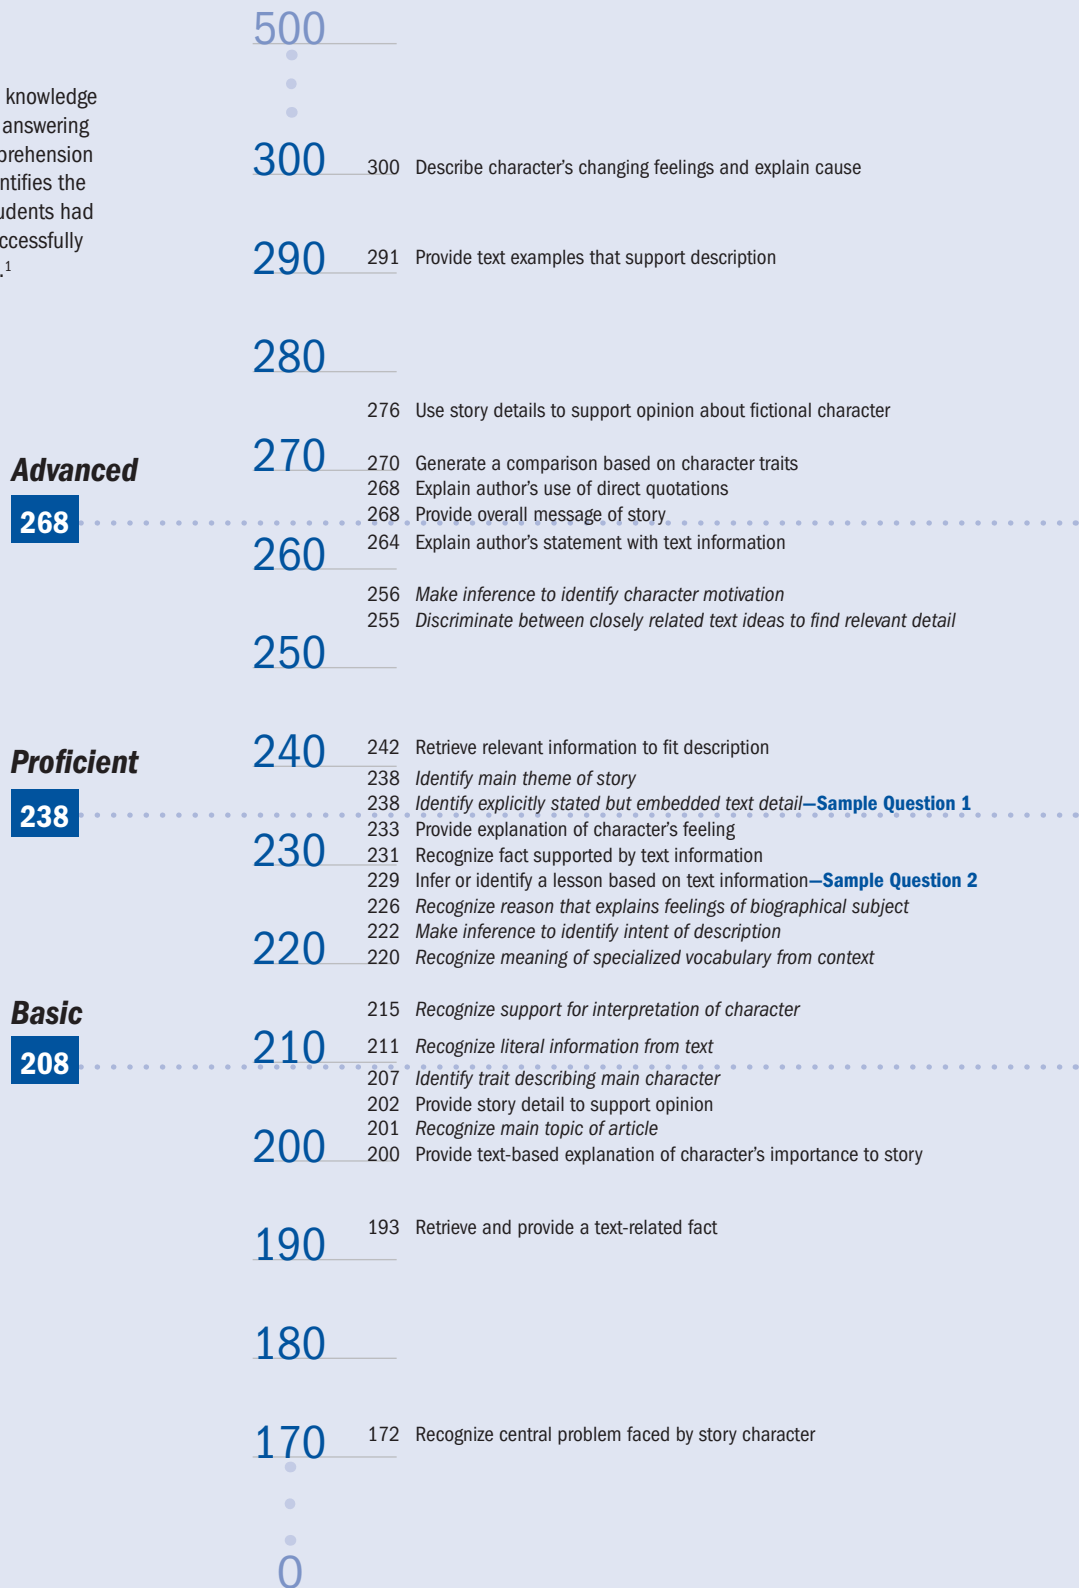 500
knowledge
answering
300 300 Describe character's changing feelings and explain cause
ntifies the
udents had
ccessfully
.1
290 291 Provide text examples that support description
280
276 Use story details to support opinion about fictional character
Advanced
270 270 Generate a comparison based on character traits
268 Explain author's use of direct quotations
268
268 Provide overall message of story
260 264 Explain author's statement with text information
256 Make inference to identify character motivation
255 Discriminate between closely related text ideas to find relevant detail
250
Proficient
240 242 Retrieve relevant information to fit description
238 Identify main theme of story
238
238 Identify explicitly stated but embedded text detail—Sample Question 1
233 Provide explanation of character's feeling
230 231 Recognize fact supported by text information
229 Infer or identify a lesson based on text information—Sample Question 2
226 Recognize reason that explains feelings of biographical subject
222 Make inference to identify intent of description
220 220 Recognize meaning of specialized vocabulary from context
Basic
215 Recognize support for interpretation of character
208
210 211 Recognize literal information from text
207 Identify trait describing main character
202 Provide story detail to support opinion
201 Recognize main topic of article
200 200 Provide text-based explanation of character's importance to story
190 193 Retrieve and provide a text-related fact
180
170 172 Recognize central problem faced by story character
0